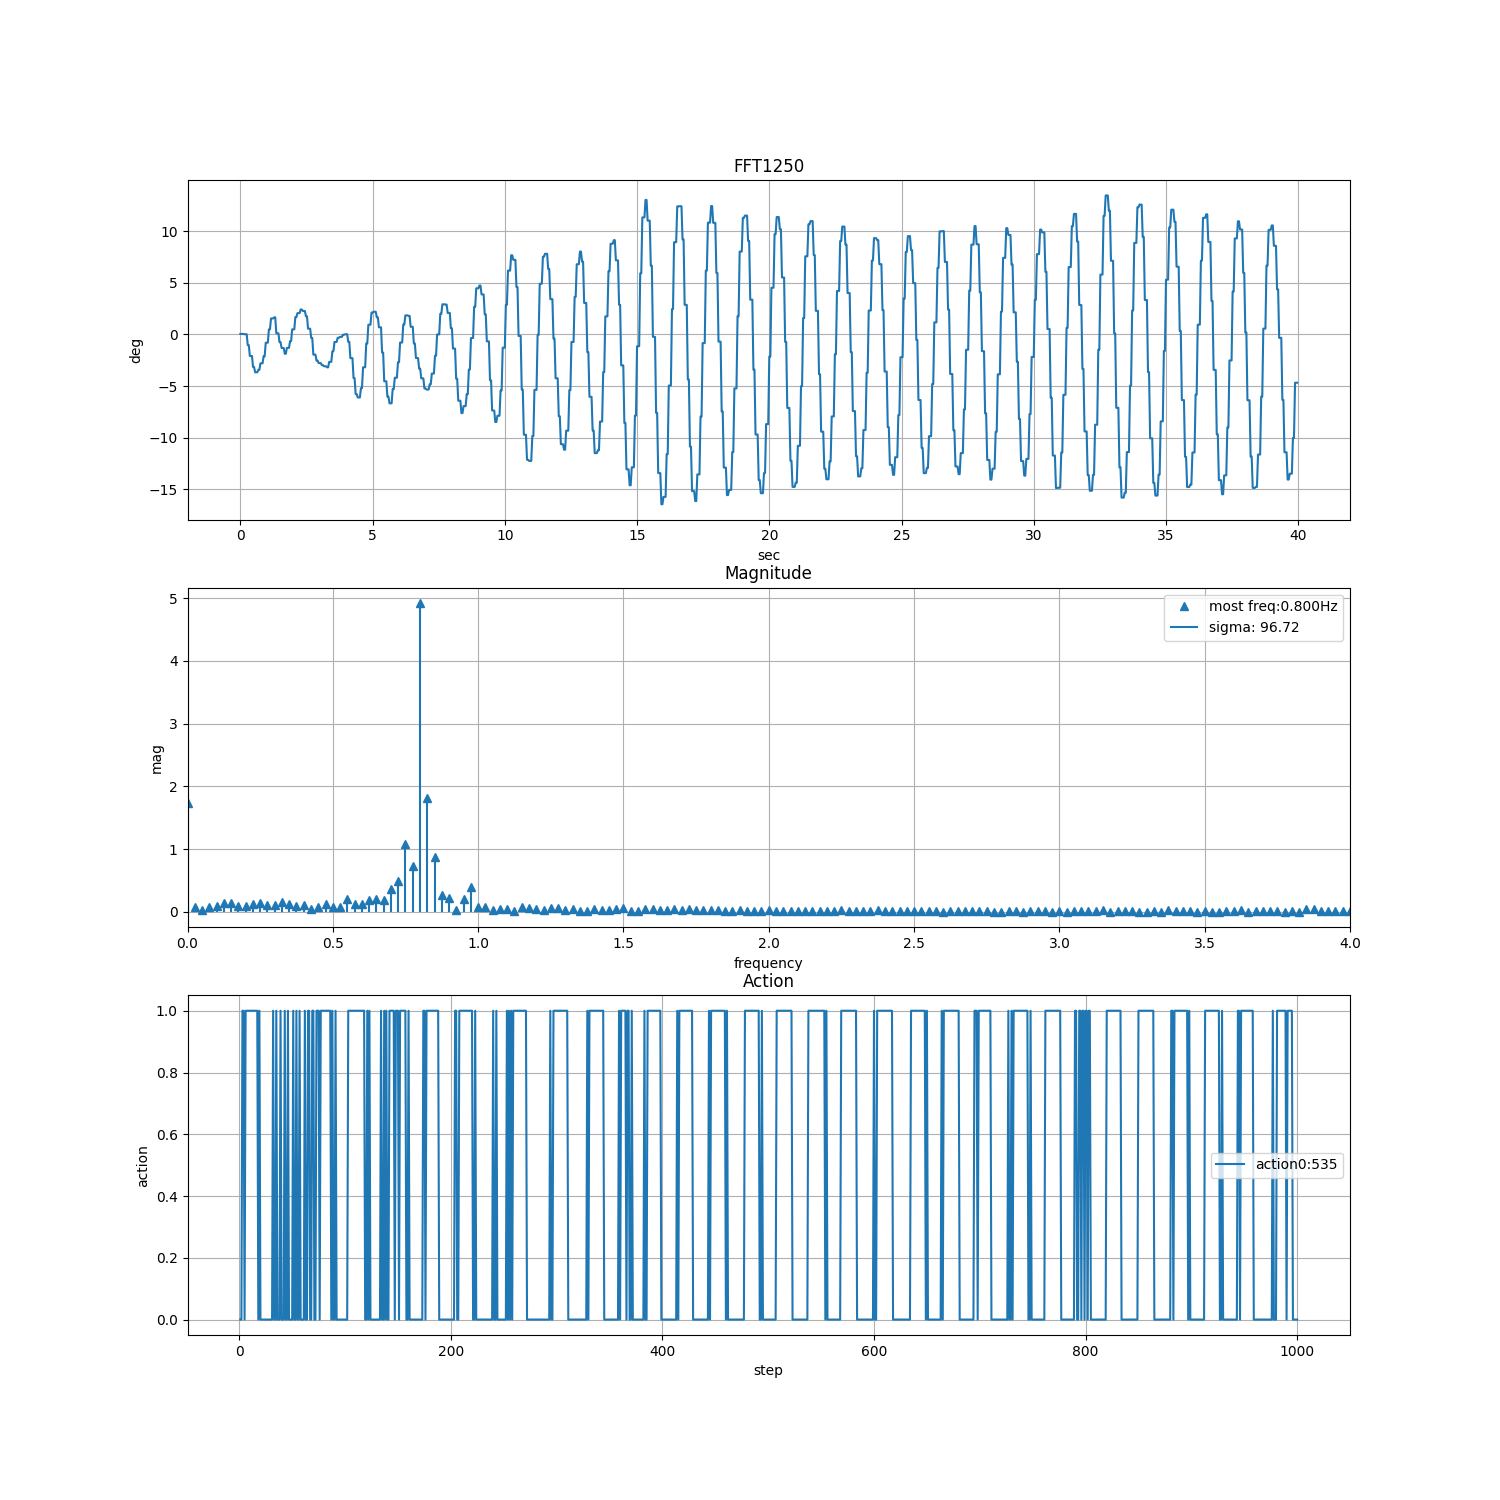 FFT1250
10
5
0
−5
−10
−15
deg
0 5 10 15 20 25 30 35 40
sec
Magnitude
5
4
3
2
1
0
mag
most freq:0.800Hz
sigma: 96.72
0.0 0.5 1.0 1.5 2.0 2.5 3.0 3.5 4.0
frequency
Action
1.0
0.8
0.6
0.4
0.2
0.0
action
action0:535
0 200 400 600 800 1000
step